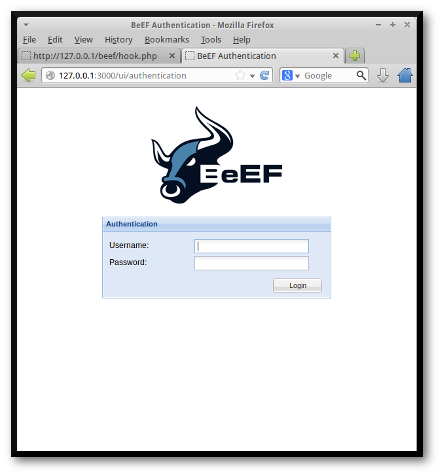 BeEF Authentication - Mozilla Firefox
File Edit View History Bookmarks Tools Help
http://127.0.0.1/beef/hook.php BeEF Authentication
127.0.0.1:3000/ui/authentication Google
BeEF
Authentication
Username:
Password:
Login